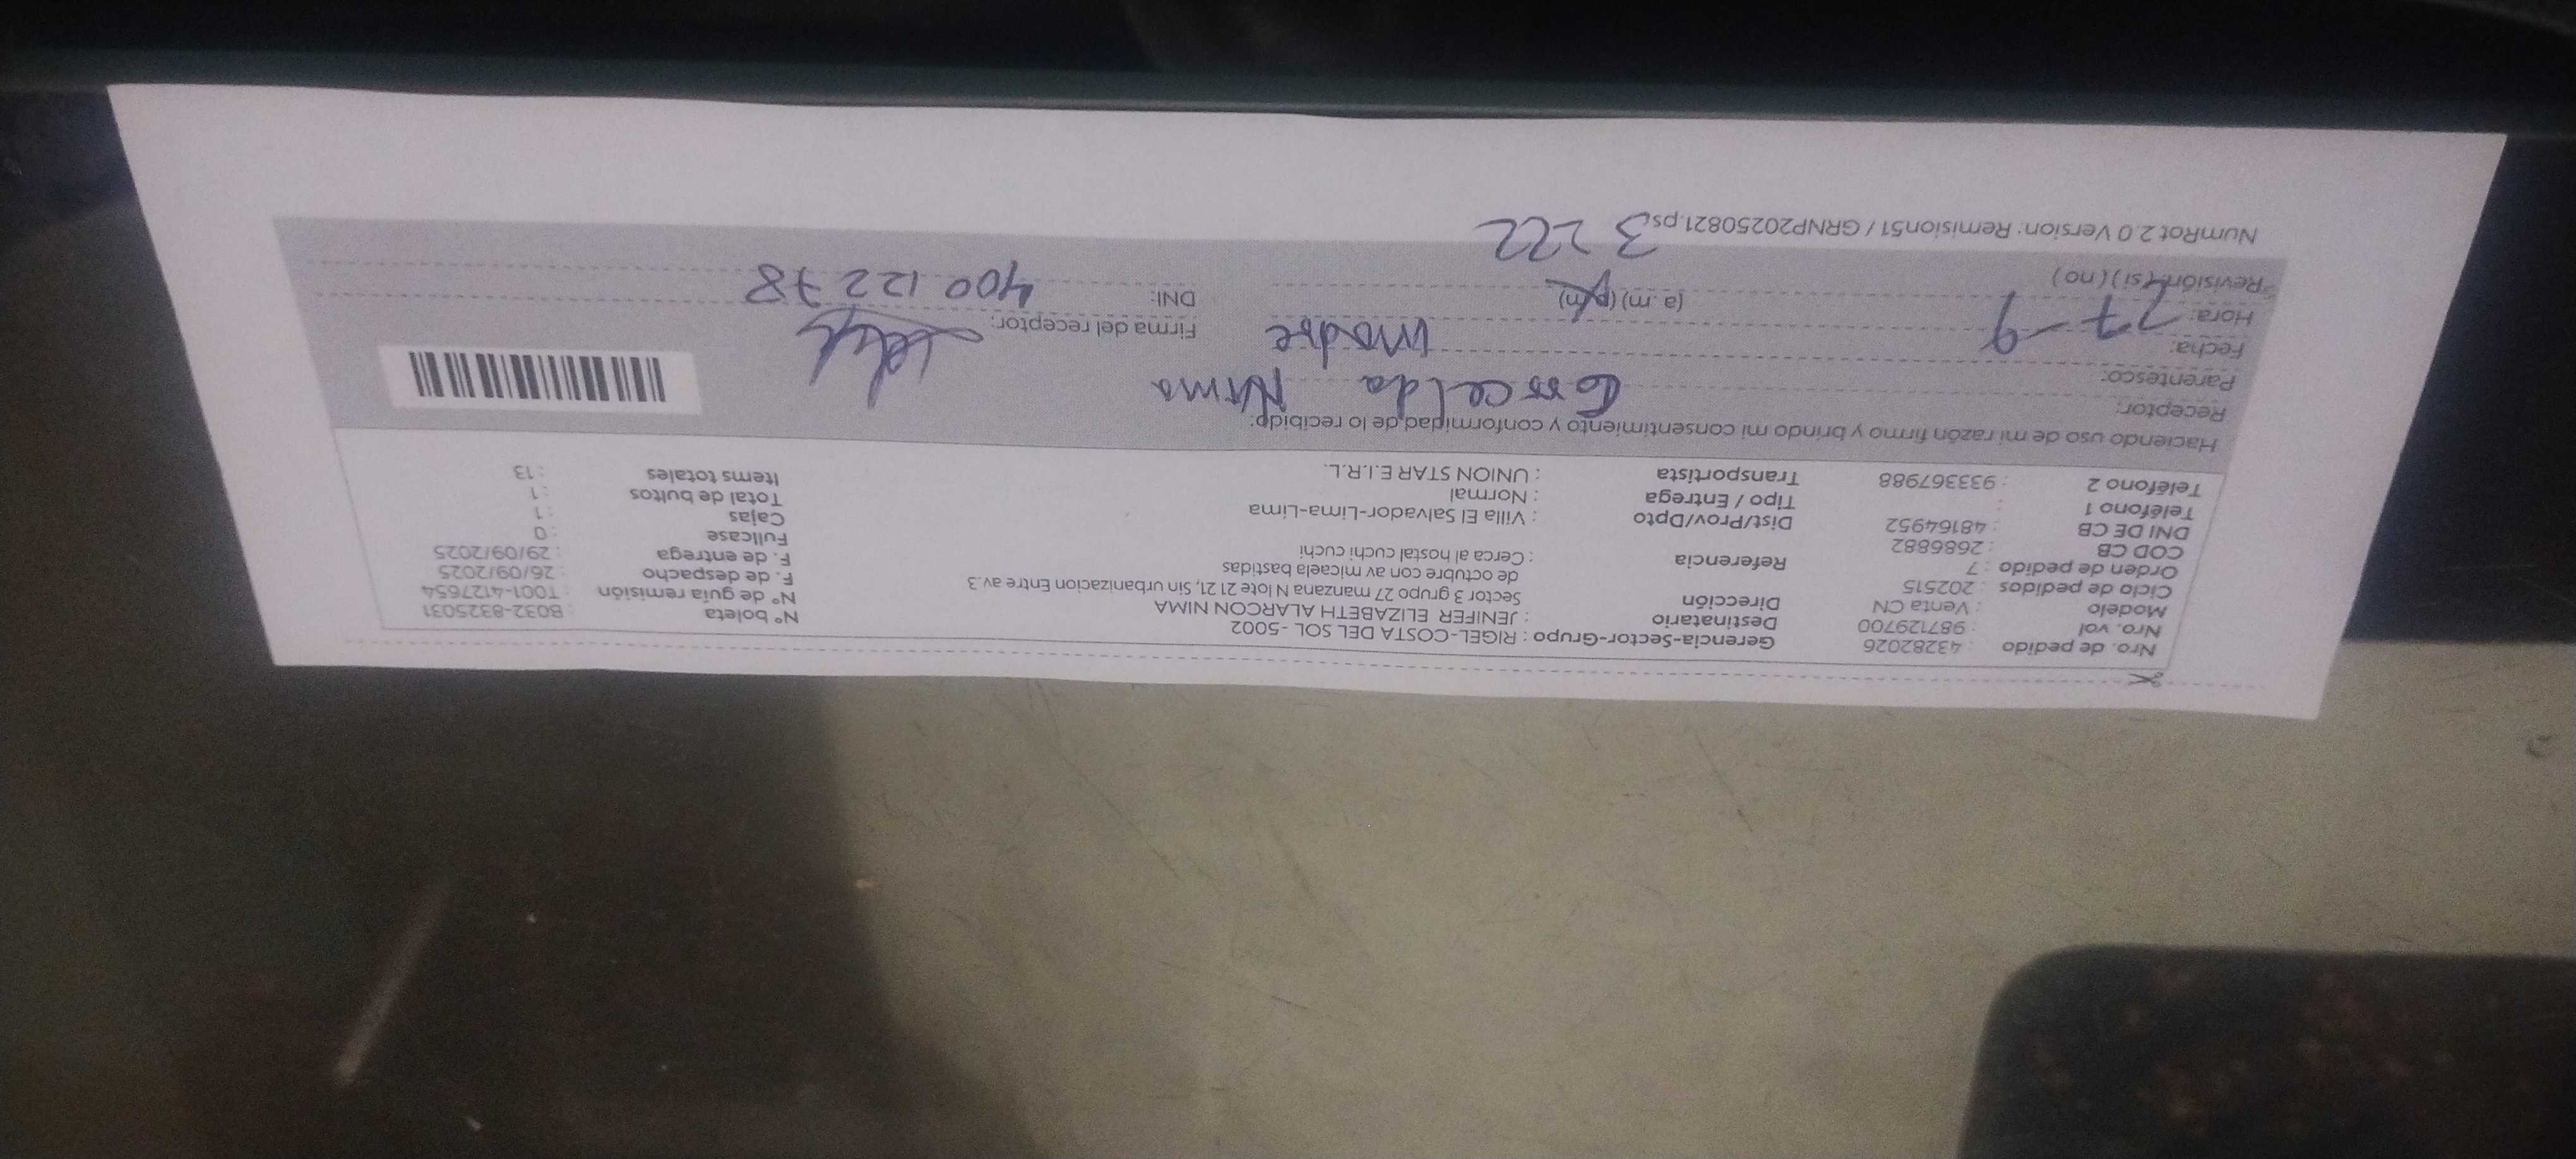 Nro. de pedido : 43282026
Nro. vol : 987129700
Modelo : Venta CN
Ciclo de pedidos : 202515
Orden de pedido : 7
COD CB : 2686882
DNI DE CB : 48164952
Teléfono 1 :
Teléfono 2 : 933367988
Gerencia-Sector-Grupo : RIGEL-COSTA DEL SOL -5002
Destinatario : JENIFER ELIZABETH ALARCON NIMA
Dirección : Sector 3 grupo 27 manzana N lote 21 21, Sin urbanizacion Entre av. 3
de octubre con av micaela bastidas
Referencia : Cerca al hostal cuchi cuchi
Dist/Prov/Dpto : Villa El Salvador-Lima-Lima
Tipo / Entrega : Normal
Transportista : UNION STAR E.I.R.L.
N° boleta : B032-8325031
N° de guía remisión : T001-4127654
F. de despacho : 26/09/2025
F. de entrega : 29/09/2025
Fullcase : 0
Cajas : 1
Total de bultos : 1
Items totales : 13
Haciendo uso de mi razón firmo y brindo mi consentimiento y conformidad de lo recibido:
Receptor: Nima
Parentesco: madre
Fecha:
Hora: (a. m) (p.m)
Revisión: (si) (no)
Firma del receptor:
DNI: 400 122 78
3 222
NumRot 2.0 Version: Remision51 / GRNP20250821.ps